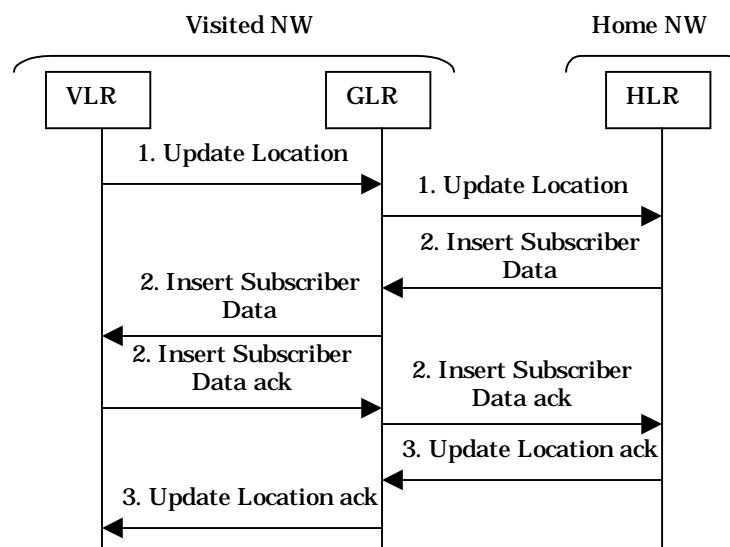 Visited NW
Home NW
VLR
GLR
HLR
1. Update Location
1. Update Location
2. Insert Subscriber
Data
2. Insert Subscriber
Data
2. Insert Subscriber
Data ack
2. Insert Subscriber
Data ack
3. Update Location ack
3. Update Location ack